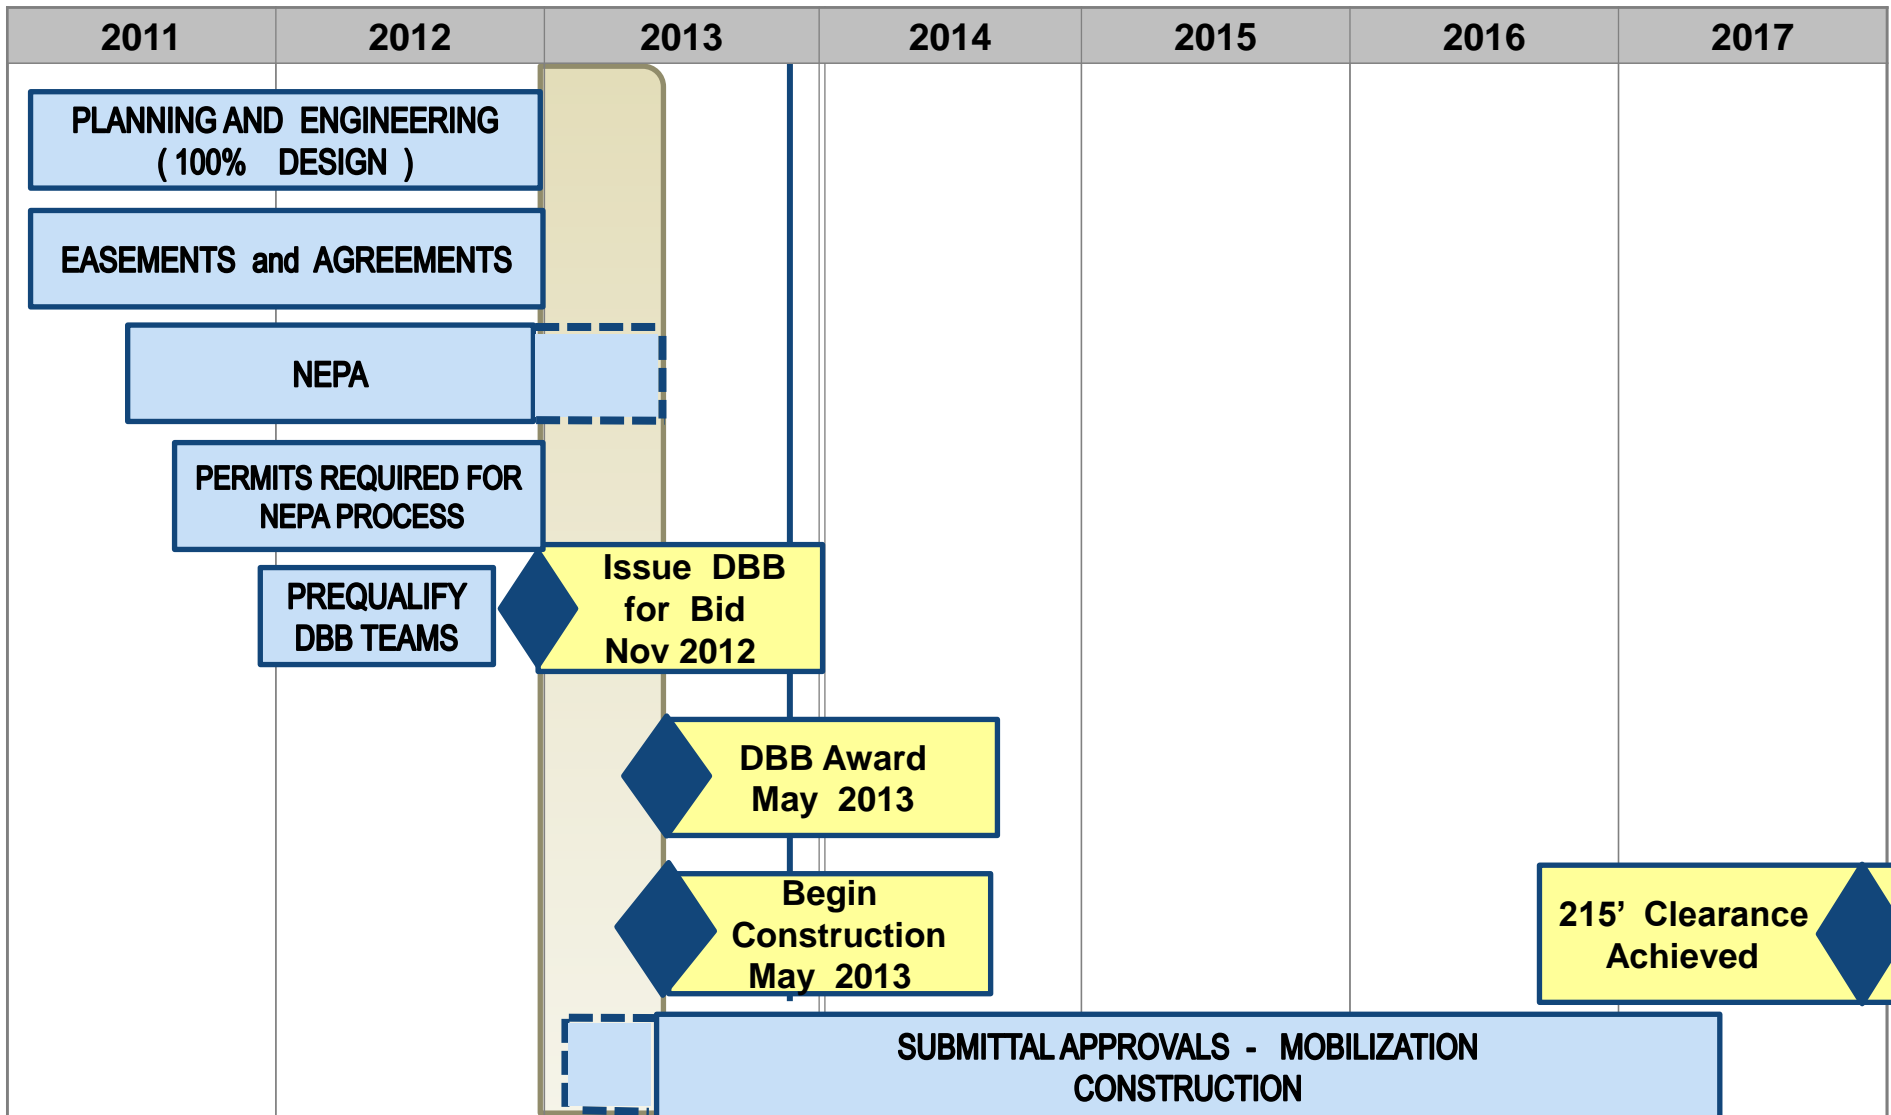 2011 2012 2013 2014 2015 2016 2017
PLANNING AND ENGINEERING
( 100% DESIGN )
EASEMENTS and AGREEMENTS
NEPA
PERMITS REQUIRED FOR
NEPA PROCESS
PREQUALIFY
DBB TEAMS
Issue DBB
for Bid
Nov 2012
DBB Award
May 2013
Begin
Construction
May 2013
215’ Clearance
Achieved
SUBMITTAL APPROVALS - MOBILIZATION
CONSTRUCTION